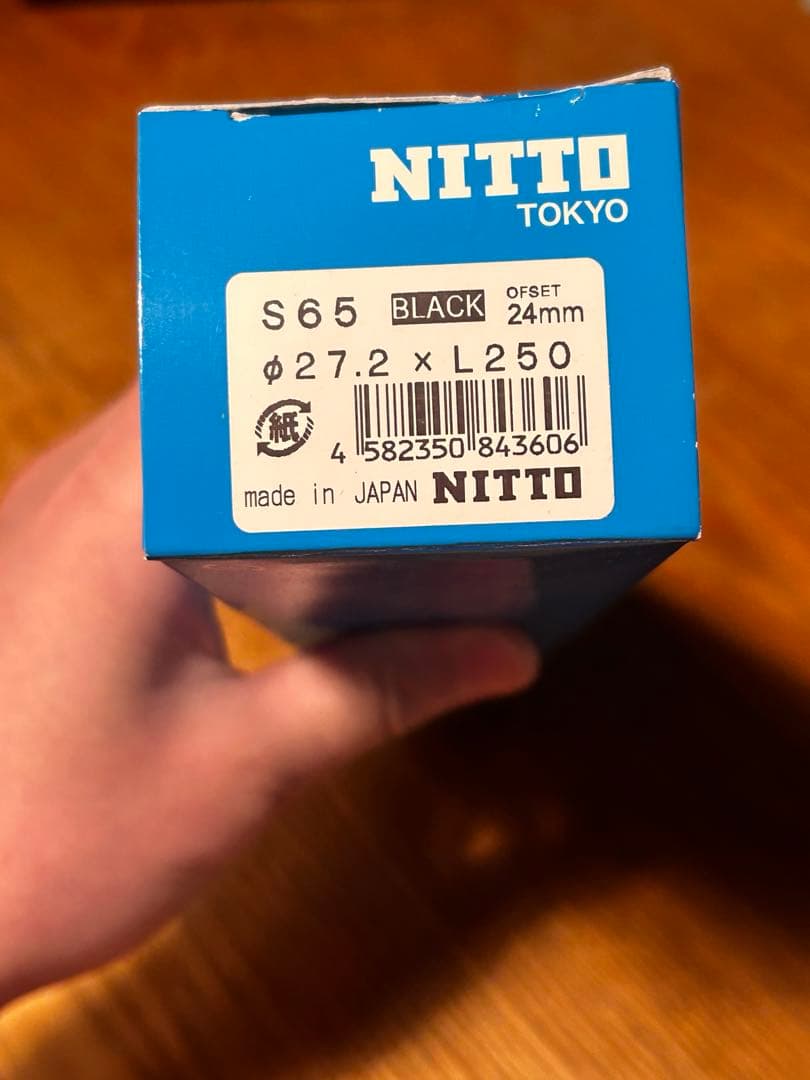 NITTO
TOKYO
S65 BLACK OFSET 24mm
φ27.2 × L250
紙
4 582350 843606
made in JAPAN NITTO